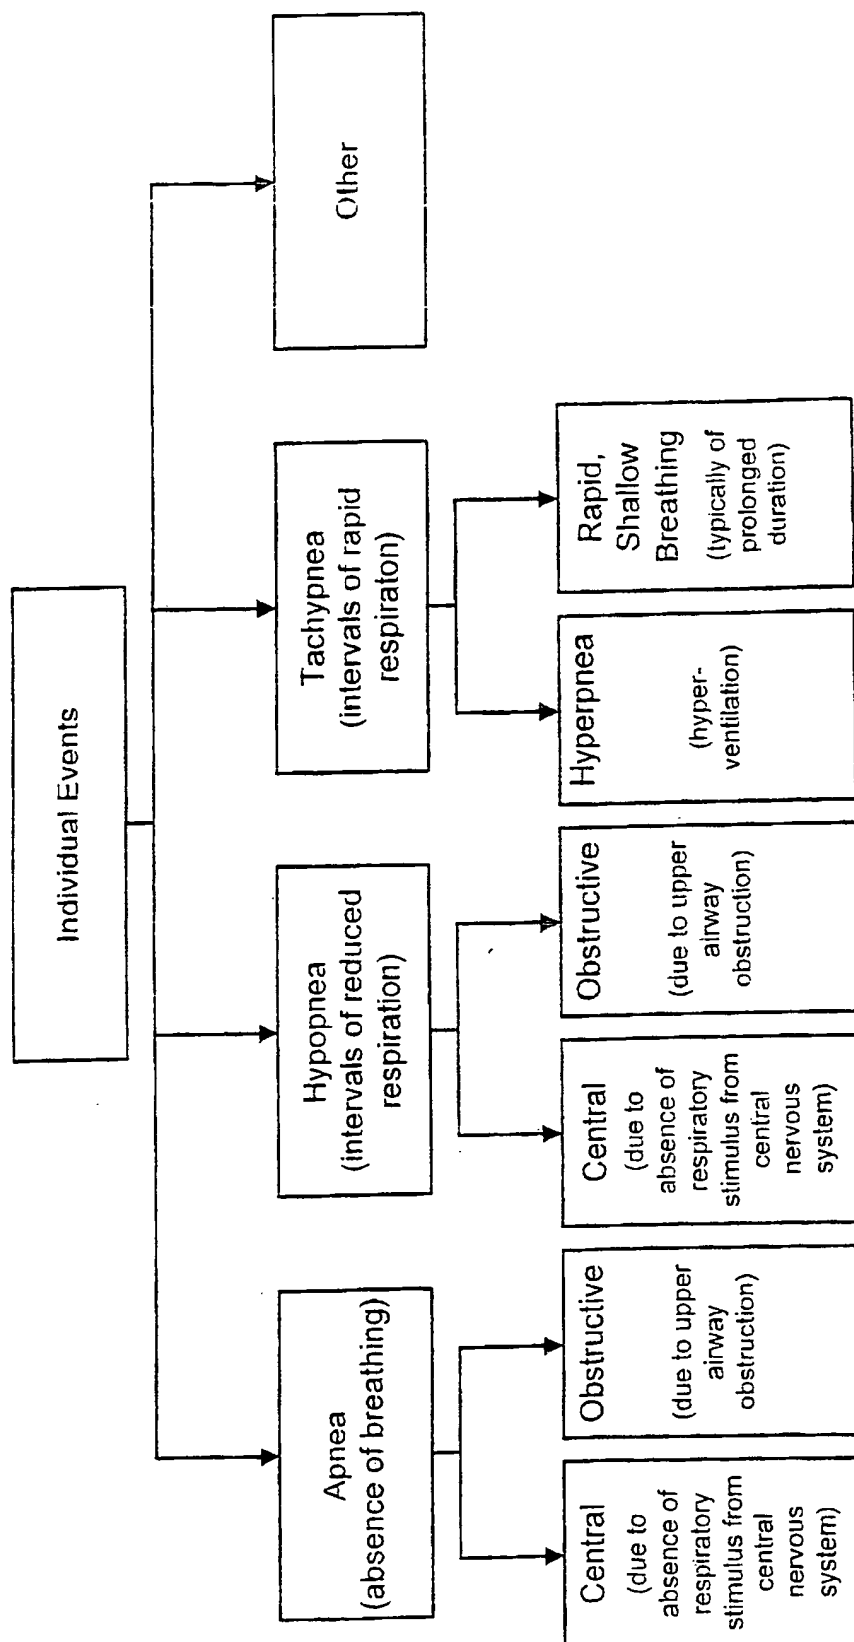 Individual Events
Apnea
(absence of breathing)
Hypopnea
(intervals of reduced
respiration)
Tachypnea
(intervals of rapid
respiraton)
Other
Central
(due to
absence of
respiratory
stimulus from
central
nervous
system)
Obstructive
(due to upper
airway
obstruction)
Central
(due to
absence of
respiratory
stimulus from
central
nervous
system)
Obstructive
(due to upper
airway
obstruction)
Hyperpnea
(hyper-
ventilation)
Rapid,
Shallow
Breathing
(typically of
prolonged
duration)